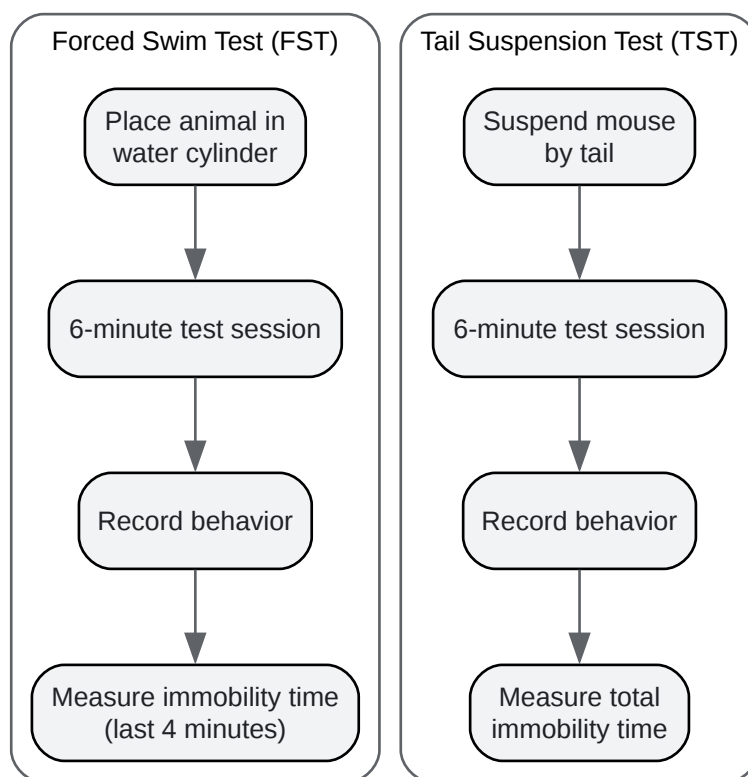 Forced Swim Test (FST)
Place animal in
water cylinder
6-minute test session
Record behavior
Measure immobility time
(last 4 minutes)
Tail Suspension Test (TST)
Suspend mouse
by tail
6-minute test session
Record behavior
Measure total
immobility time